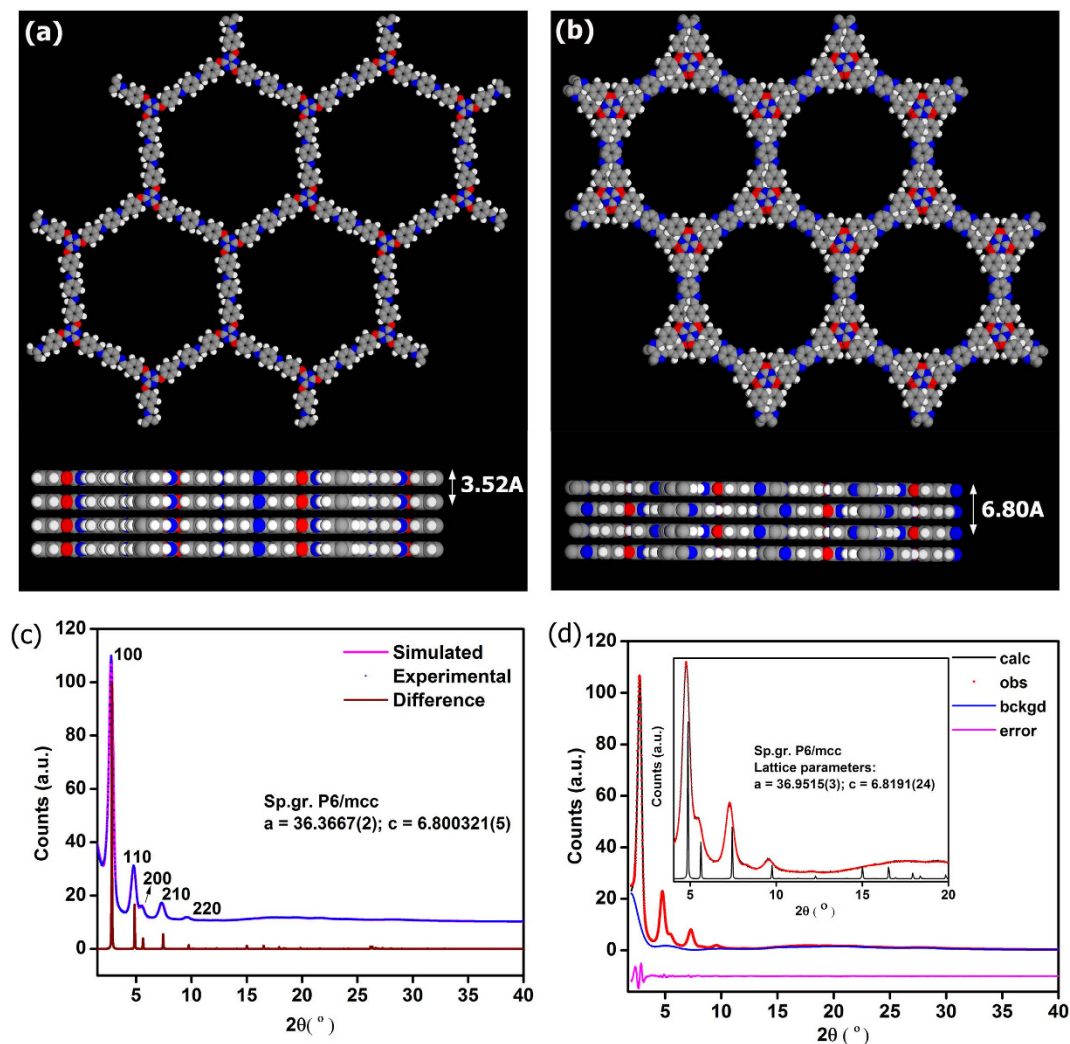 (a)
3.52A
(b)
6.80A
(c)
120
100
80
60
40
20
0
Counts (a.u.)
100
110
200
210
220
Simulated
Experimental
Difference
Sp.gr. P6/mcc
a = 36.3667(2); c = 6.800321(5)
5 10 15 20 25 30 35 40
2θ( ° )
(d)
120
100
80
60
40
20
0
Counts (a.u.)
calc
obs
bckgd
error
Counts (a.u.)
Sp.gr. P6/mcc
Lattice parameters:
a = 36.9515(3); c = 6.8191(24)
5 10 15 20
2θ ( ° )
5 10 15 20 25 30 35 40
2θ ( ° )